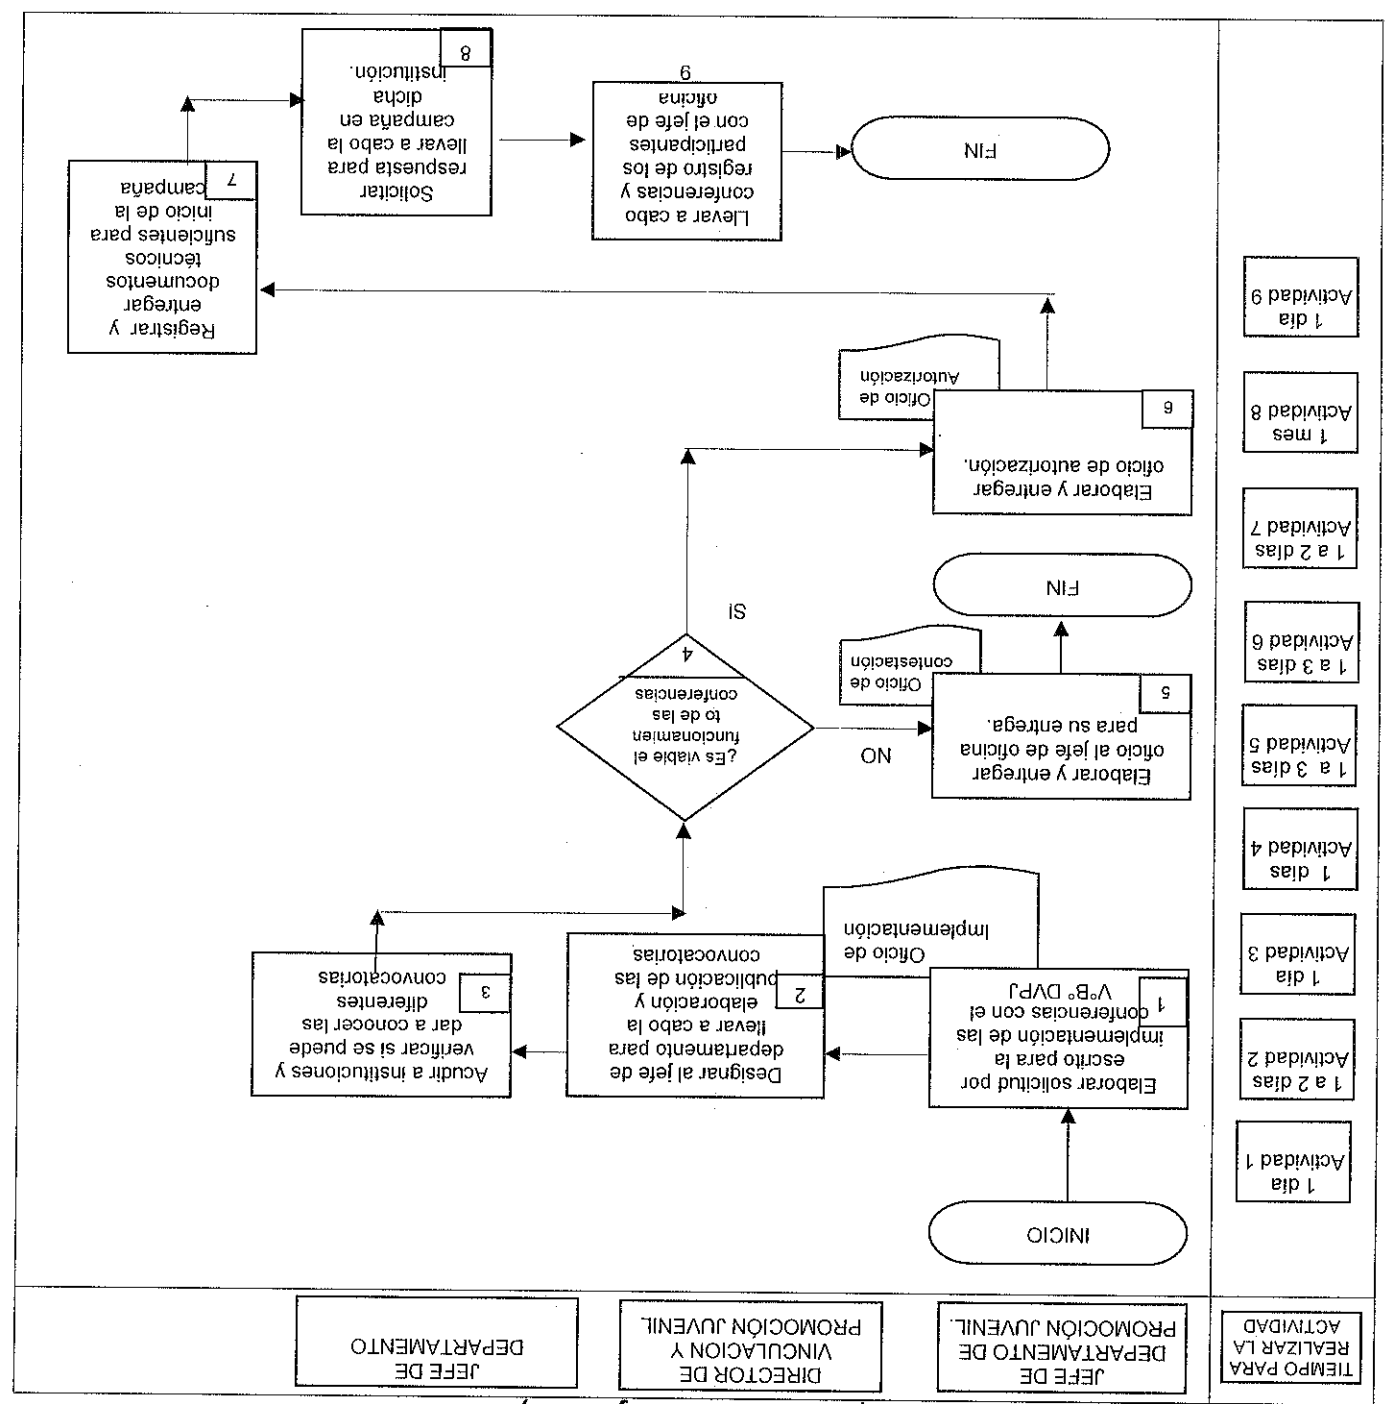 TIEMPO PARA
REALIZAR LA
ACTIVIDAD
JEFE DE
DEPARTAMENTO DE
PROMOCIÓN JUVENIL.
DIRECTOR DE
VINCULACION Y
PROMOCIÓN JUVENIL
JEFE DE
DEPARTAMENTO
1 día
Actividad 1
1 a 2 días
Actividad 2
1 día
Actividad 3
1 días
Actividad 4
1 a 3 días
Actividad 5
1 a 3 días
Actividad 6
1 a 2 días
Actividad 7
1 mes
Actividad 8
1 día
Actividad 9
INICIO
Elaborar solicitud por
escrito para la
implementación de las
conferencias con el
V°B° DVPJ
1
Oficio de
Implementación
Designar al jefe de
departamento para
llevar a cabo la
elaboración y
publicación de las
convocatorias.
2
Acudir a instituciones y
verificar si se puede
dar a conocer las
diferentes
convocatorias
3
¿Es viable el
funcionamien
to de las
conferencias
4
NO
SI
Elaborar y entregar
oficio al jefe de oficina
para su entrega.
5
Oficio de
contestación
FIN
Elaborar y entregar
oficio de autorización.
6
Oficio de
Autorización
Registrar y
entregar
documentos
técnicos
suficientes para
inicio de la
campaña
7
Solicitar
respuesta para
llevar a cabo la
campaña en
dicha
institución.
8
Llevar a cabo
conferencias y
registro de los
participantes
con el jefe de
oficina
9
FIN